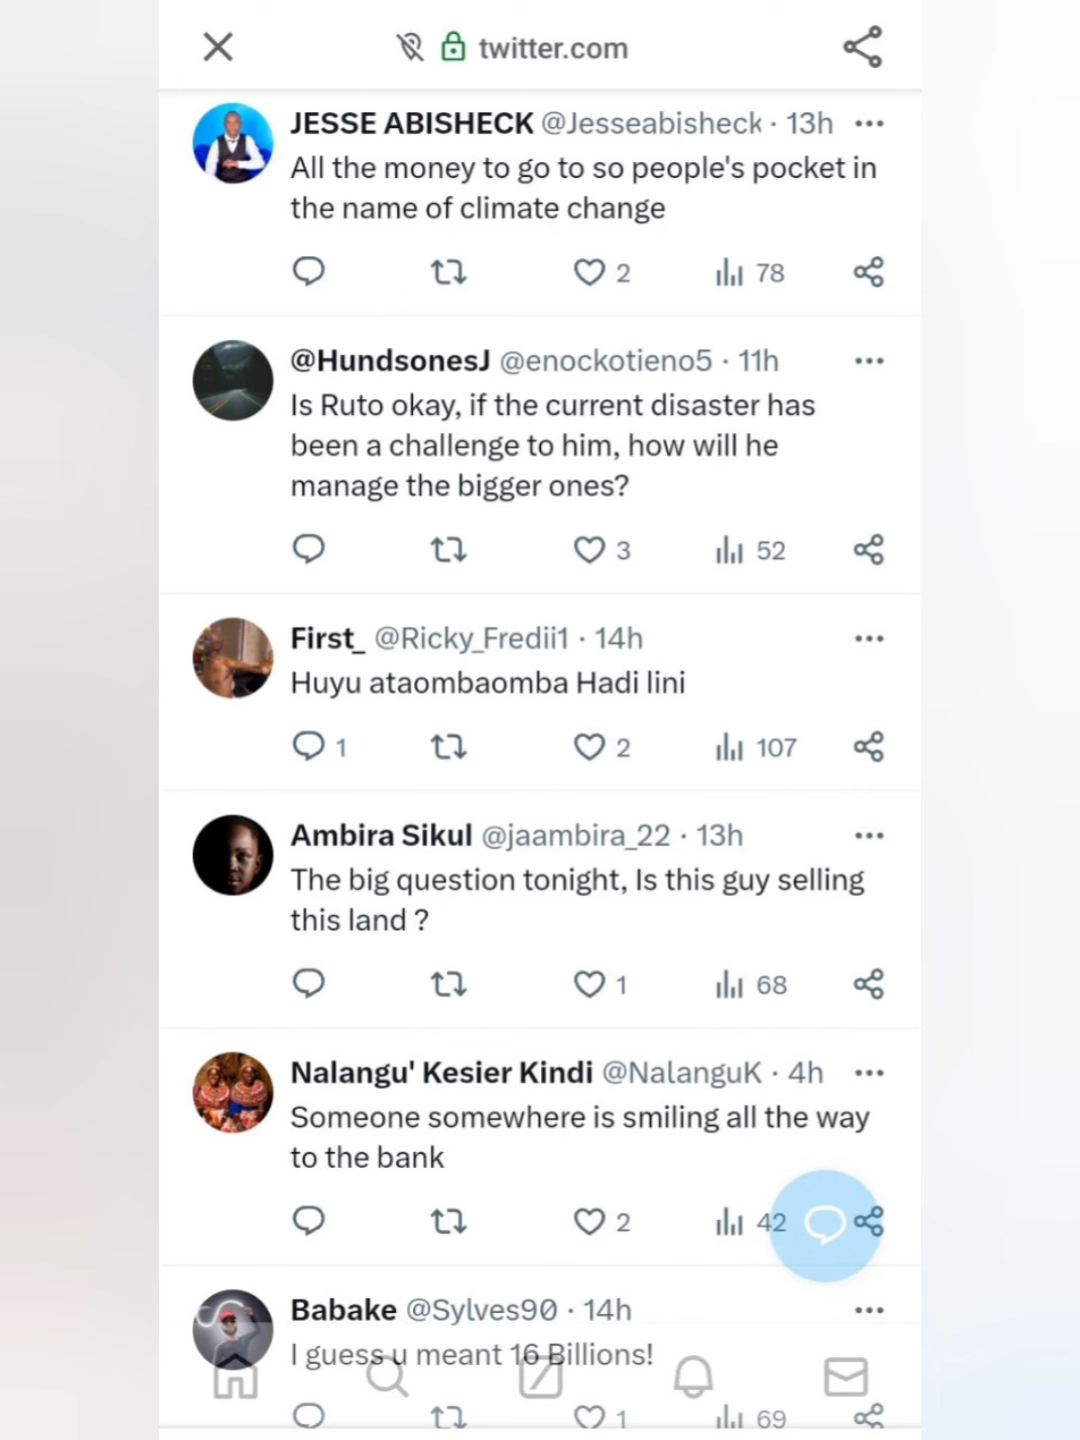 twitter.com
JESSE ABISHECK @Jesseabisheck · 13h
All the money to go to so people's pocket in
the name of climate change
2 78
@HundsonesJ @enockotieno5 · 11h
Is Ruto okay, if the current disaster has
been a challenge to him, how will he
manage the bigger ones?
3 52
First_ @Ricky_Fredii1 · 14h
Huyu ataombaomba Hadi lini
1 2 107
Ambira Sikul @jaambira_22 · 13h
The big question tonight, Is this guy selling
this land ?
1 68
Nalangu' Kesier Kindi @NalanguK · 4h
Someone somewhere is smiling all the way
to the bank
2 42
Babake @Sylves90 · 14h
I guess u meant 16 Billions!
1 69